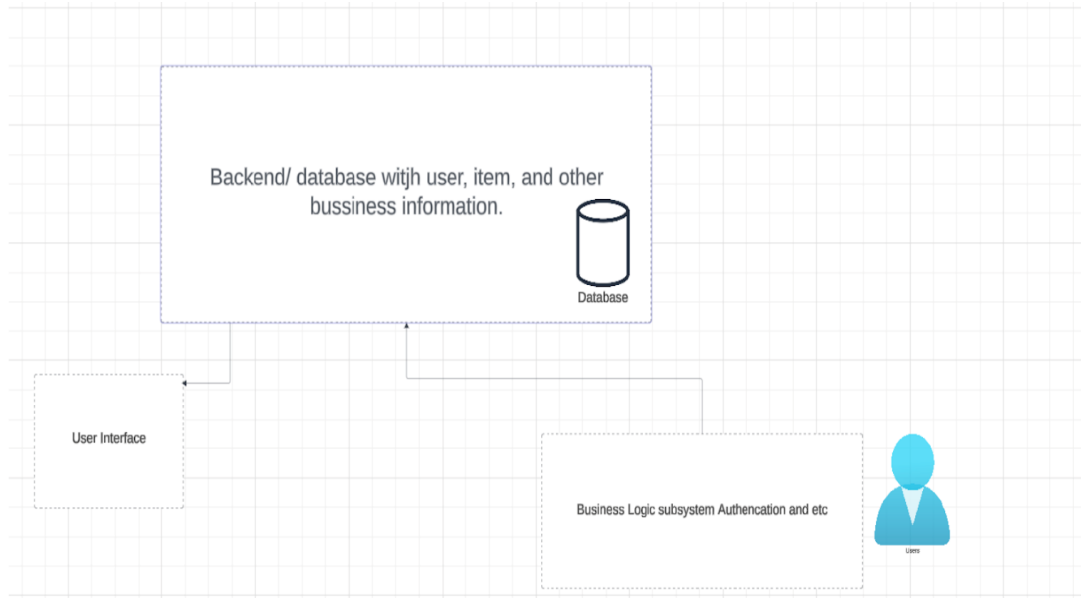 Backend/ database witjh user, item, and other
bussiness information.
Database
User Interface
Business Logic subsystem Authencation and etc
Users